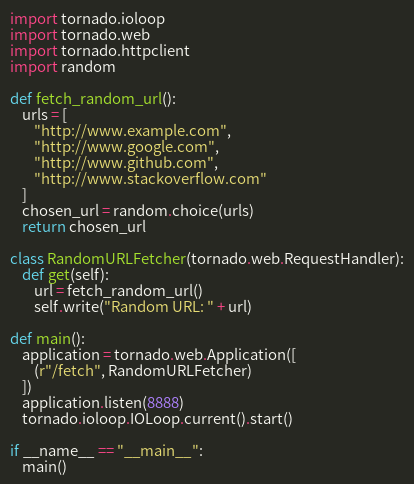 import tornado.ioloop
import tornado.web
import tornado.httpclient
import random

def fetch_random_url():
    urls = [
        "http://www.example.com",
        "http://www.google.com",
        "http://www.github.com",
        "http://www.stackoverflow.com"
    ]
    chosen_url = random.choice(urls)
    return chosen_url

class RandomURLFetcher(tornado.web.RequestHandler):
    def get(self):
        url = fetch_random_url()
        self.write("Random URL: " + url)

def main():
    application = tornado.web.Application([
        (r"/fetch", RandomURLFetcher)
    ])
    application.listen(8888)
    tornado.ioloop.IOLoop.current().start()

if __name__ == "__main__":
    main()